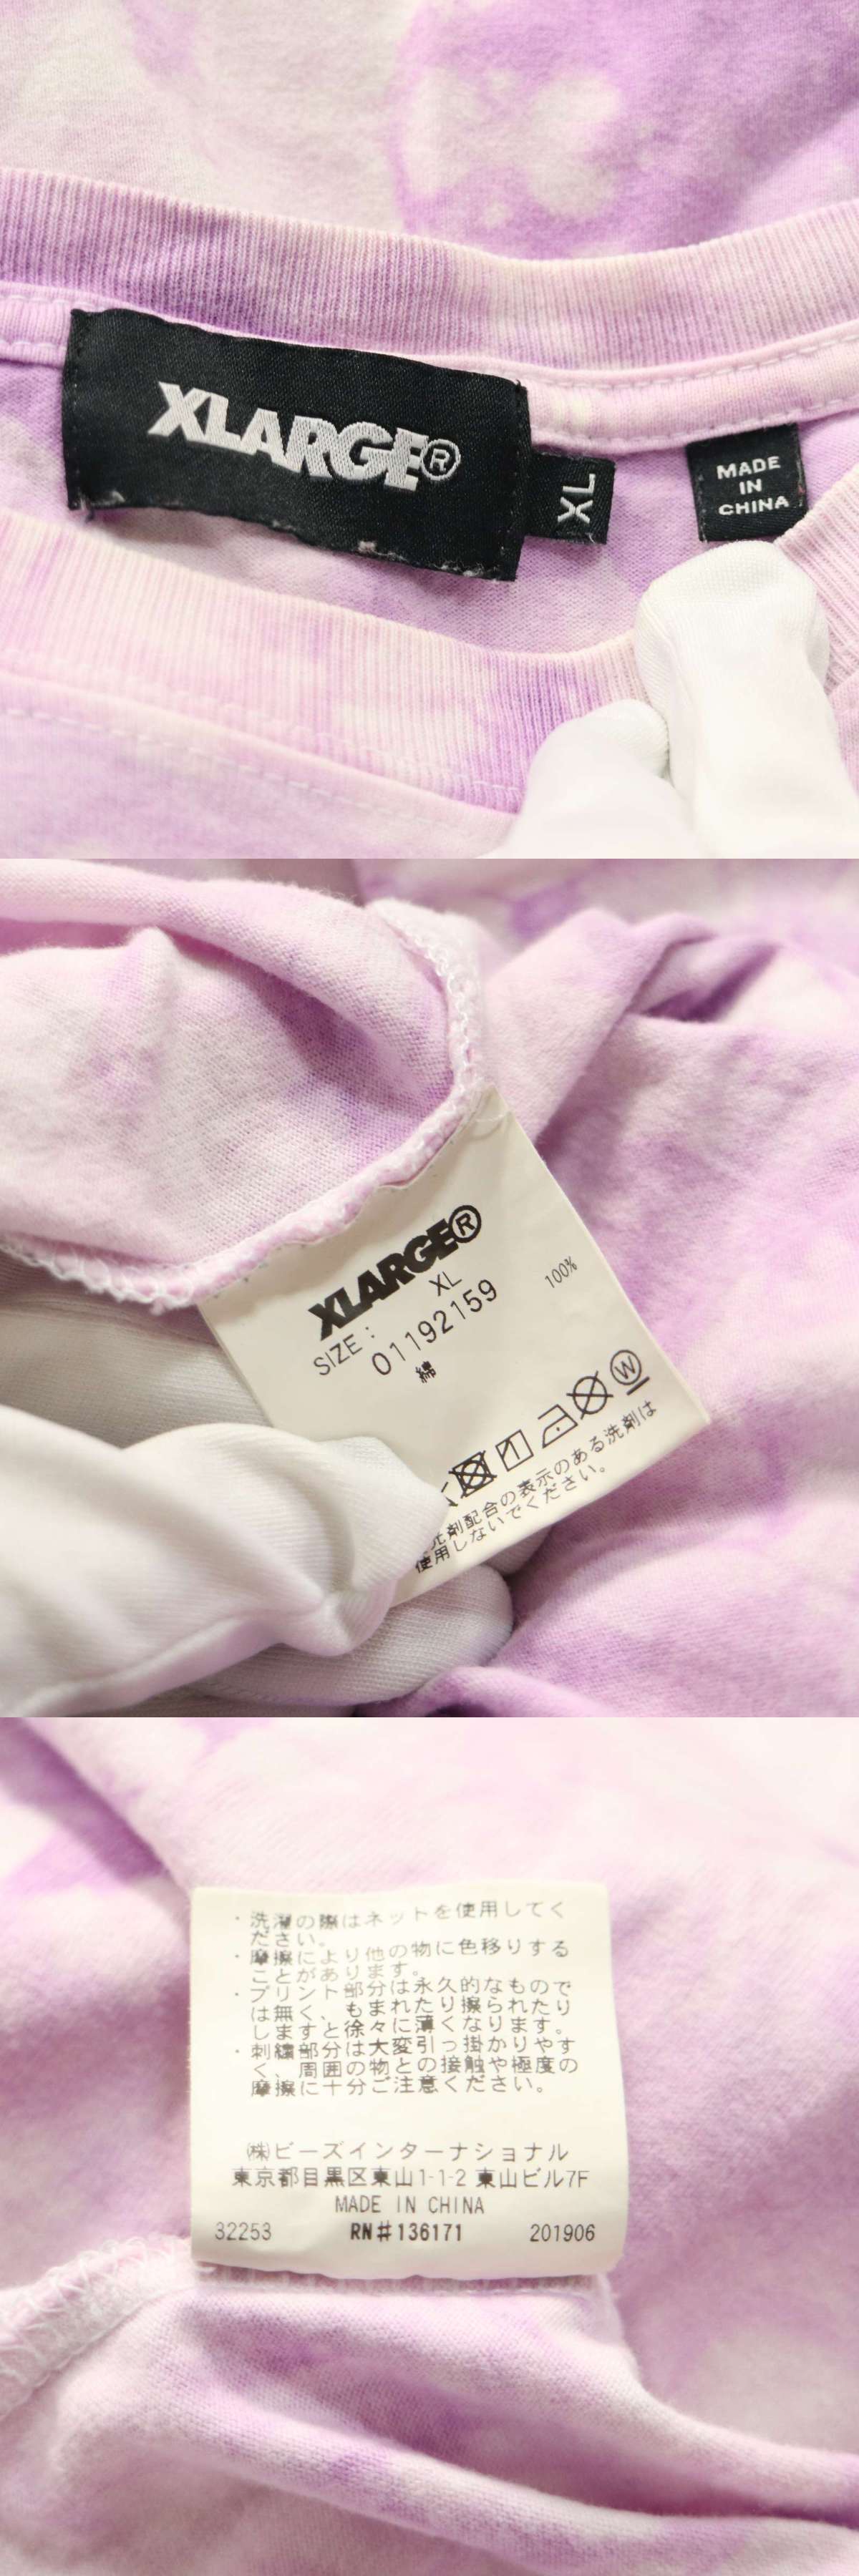 XLARGE®
XL
MADE
IN
CHINA
XLARGE®
SIZE : XL
01192159
綿 100%
W
剤配合の表示のある洗剤は
使用しないでください。
・洗濯の際はネットを使用してく
ださい。
・摩擦により他の物に色移りする
ことがあります。
・プリント部分は永久的なもので
は無く、もまれたり擦られたり
しますと徐々に薄くなります。
・刺繍部分は大変引っ掛かりやす
く、周囲の物との接触や極度の
摩擦に十分ご注意ください。
㈱ビーズインターナショナル
東京都目黒区東山1-1-2 東山ビル7F
MADE IN CHINA
32253 RN#136171 201906